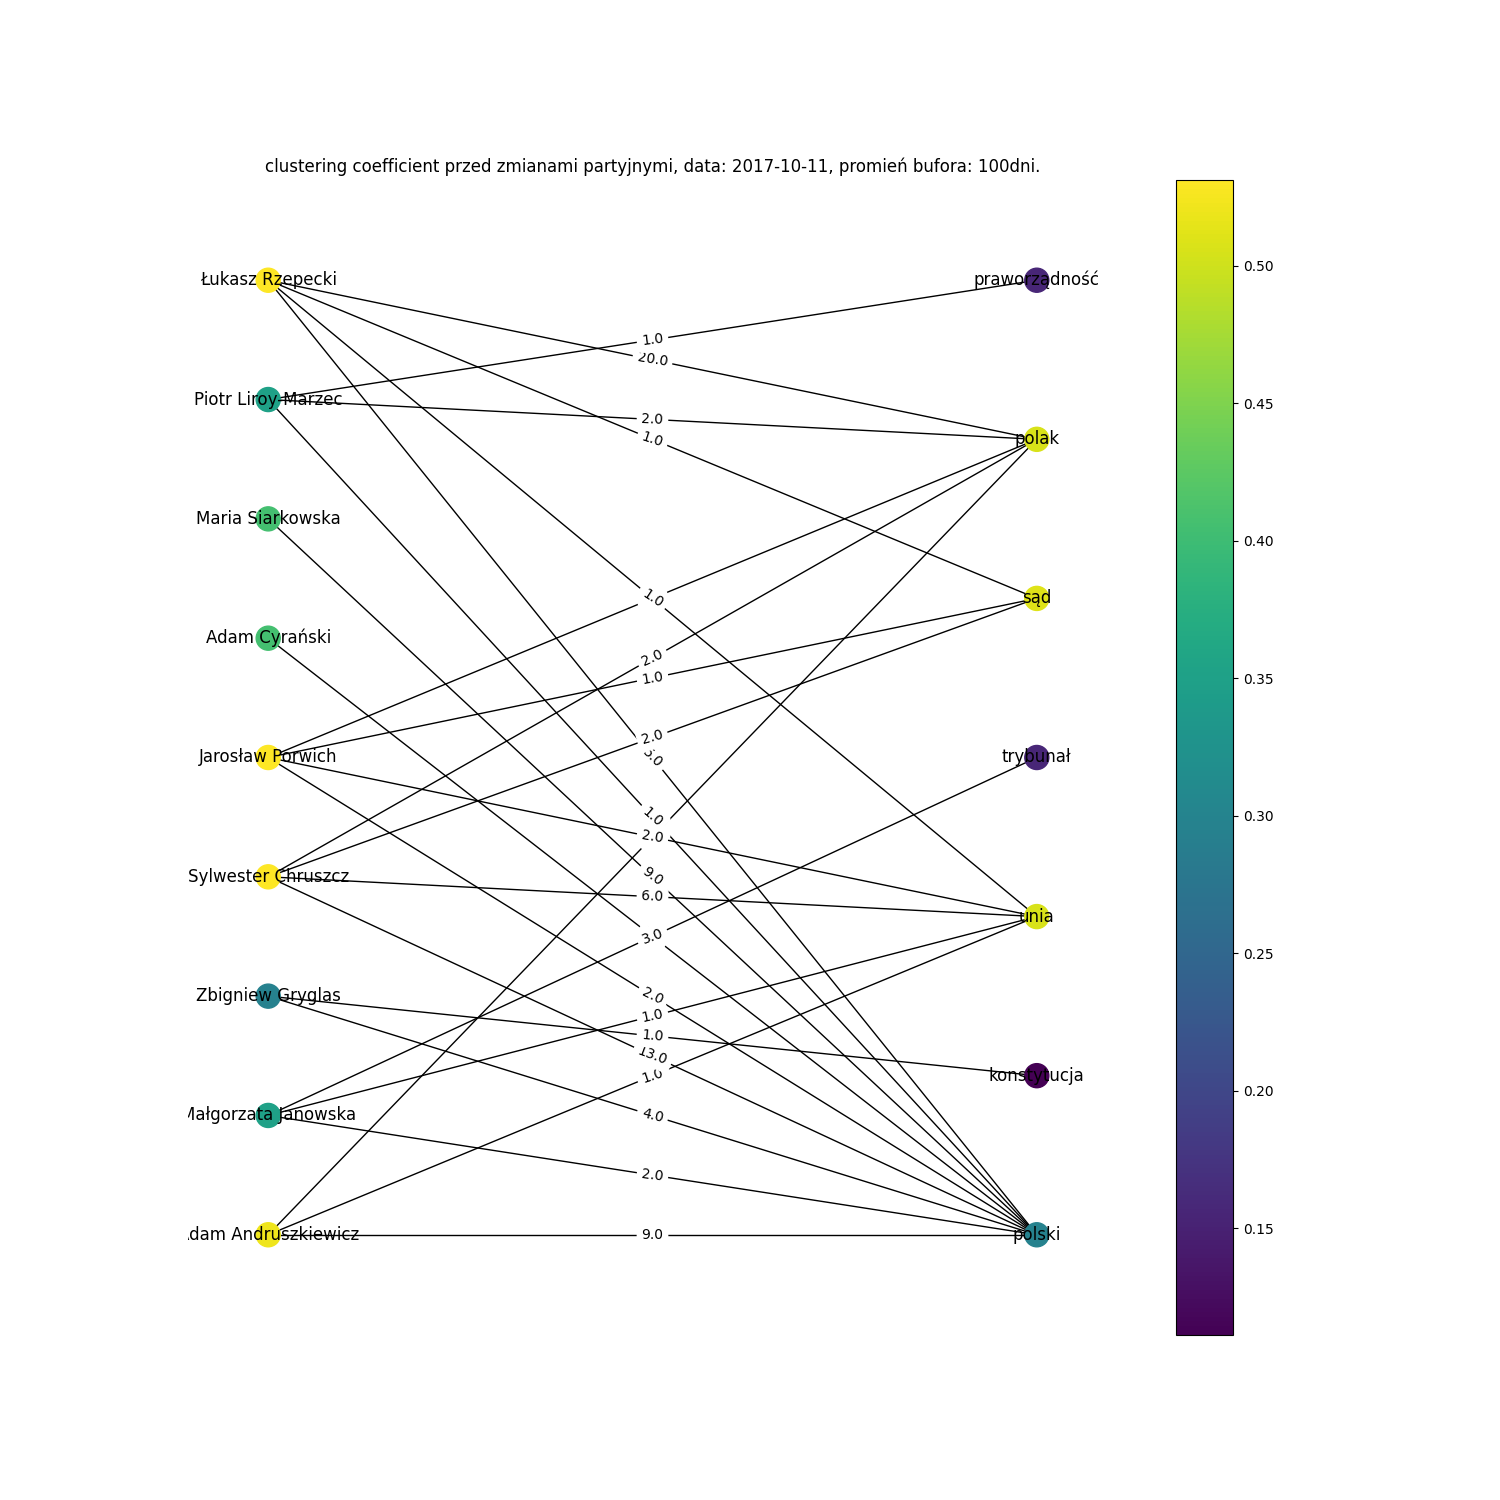 clustering coefficient przed zmianami partyjnymi, data: 2017-10-11, promień bufora: 100dni.
Łukasz Rzepecki
praworządność
0.50
1.0
20.0
Piotr Liroy-Marzec
0.45
2.0
1.0
polak
Maria Siarkowska
0.40
1.0
sąd
Adam Cyrański
2.0
1.0
0.35
2.0
Jarosław Porwich
trybunał
1.0
0.30
2.0
Sylwester Chruszcz
9.0
6.0
unia
3.0
0.25
Zbigniew Gryglas
2.0
1.0
1.0
13.0
1.0
konstytucja
0.20
Małgorzata Janowska
4.0
2.0
dam Andruszkiewicz
9.0
polski
0.15